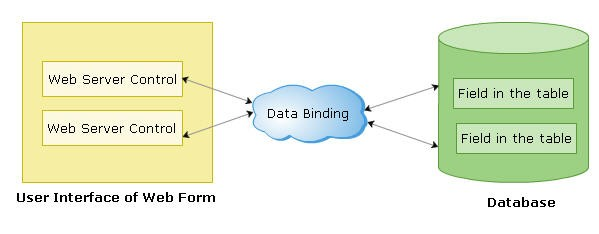 Web Server Control
Web Server Control
User Interface of Web Form
Data Binding
Field in the table
Field in the table
Database